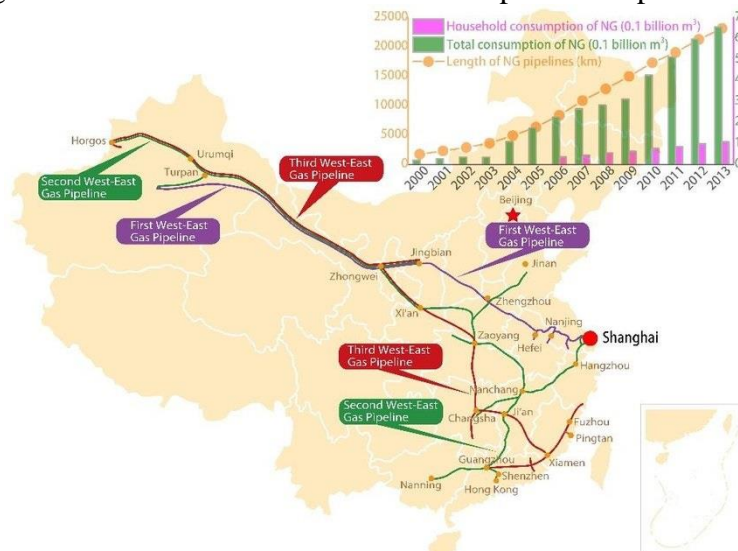 25000
20000
15000
10000
5000
0
Household consumption of NG (0.1 billion m³)
Total consumption of NG (0.1 billion m³)
Length of NG pipelines (km)
2000
2001
2002
2003
2004
2005
2006
2007
2008
2009
2010
2011
2012
2013
Horgos
Urumqi
Turpan
Second West-East
Gas Pipeline
First West-East
Gas Pipeline
Third West-East
Gas Pipeline
Beijing
First West-East
Gas Pipeline
Jingbian
Jinan
Zhongwei
Xi'an
Zhengzhou
Nanjing
Hefei
Shanghai
Zaoyang
Hangzhou
Third West-East
Gas Pipeline
Nanchang
Second West-East
Gas Pipeline
Changsha
Ji'an
Fuzhou
Pingtan
Guangzhou
Xiamen
Shenzhen
Nanning
Hong Kong